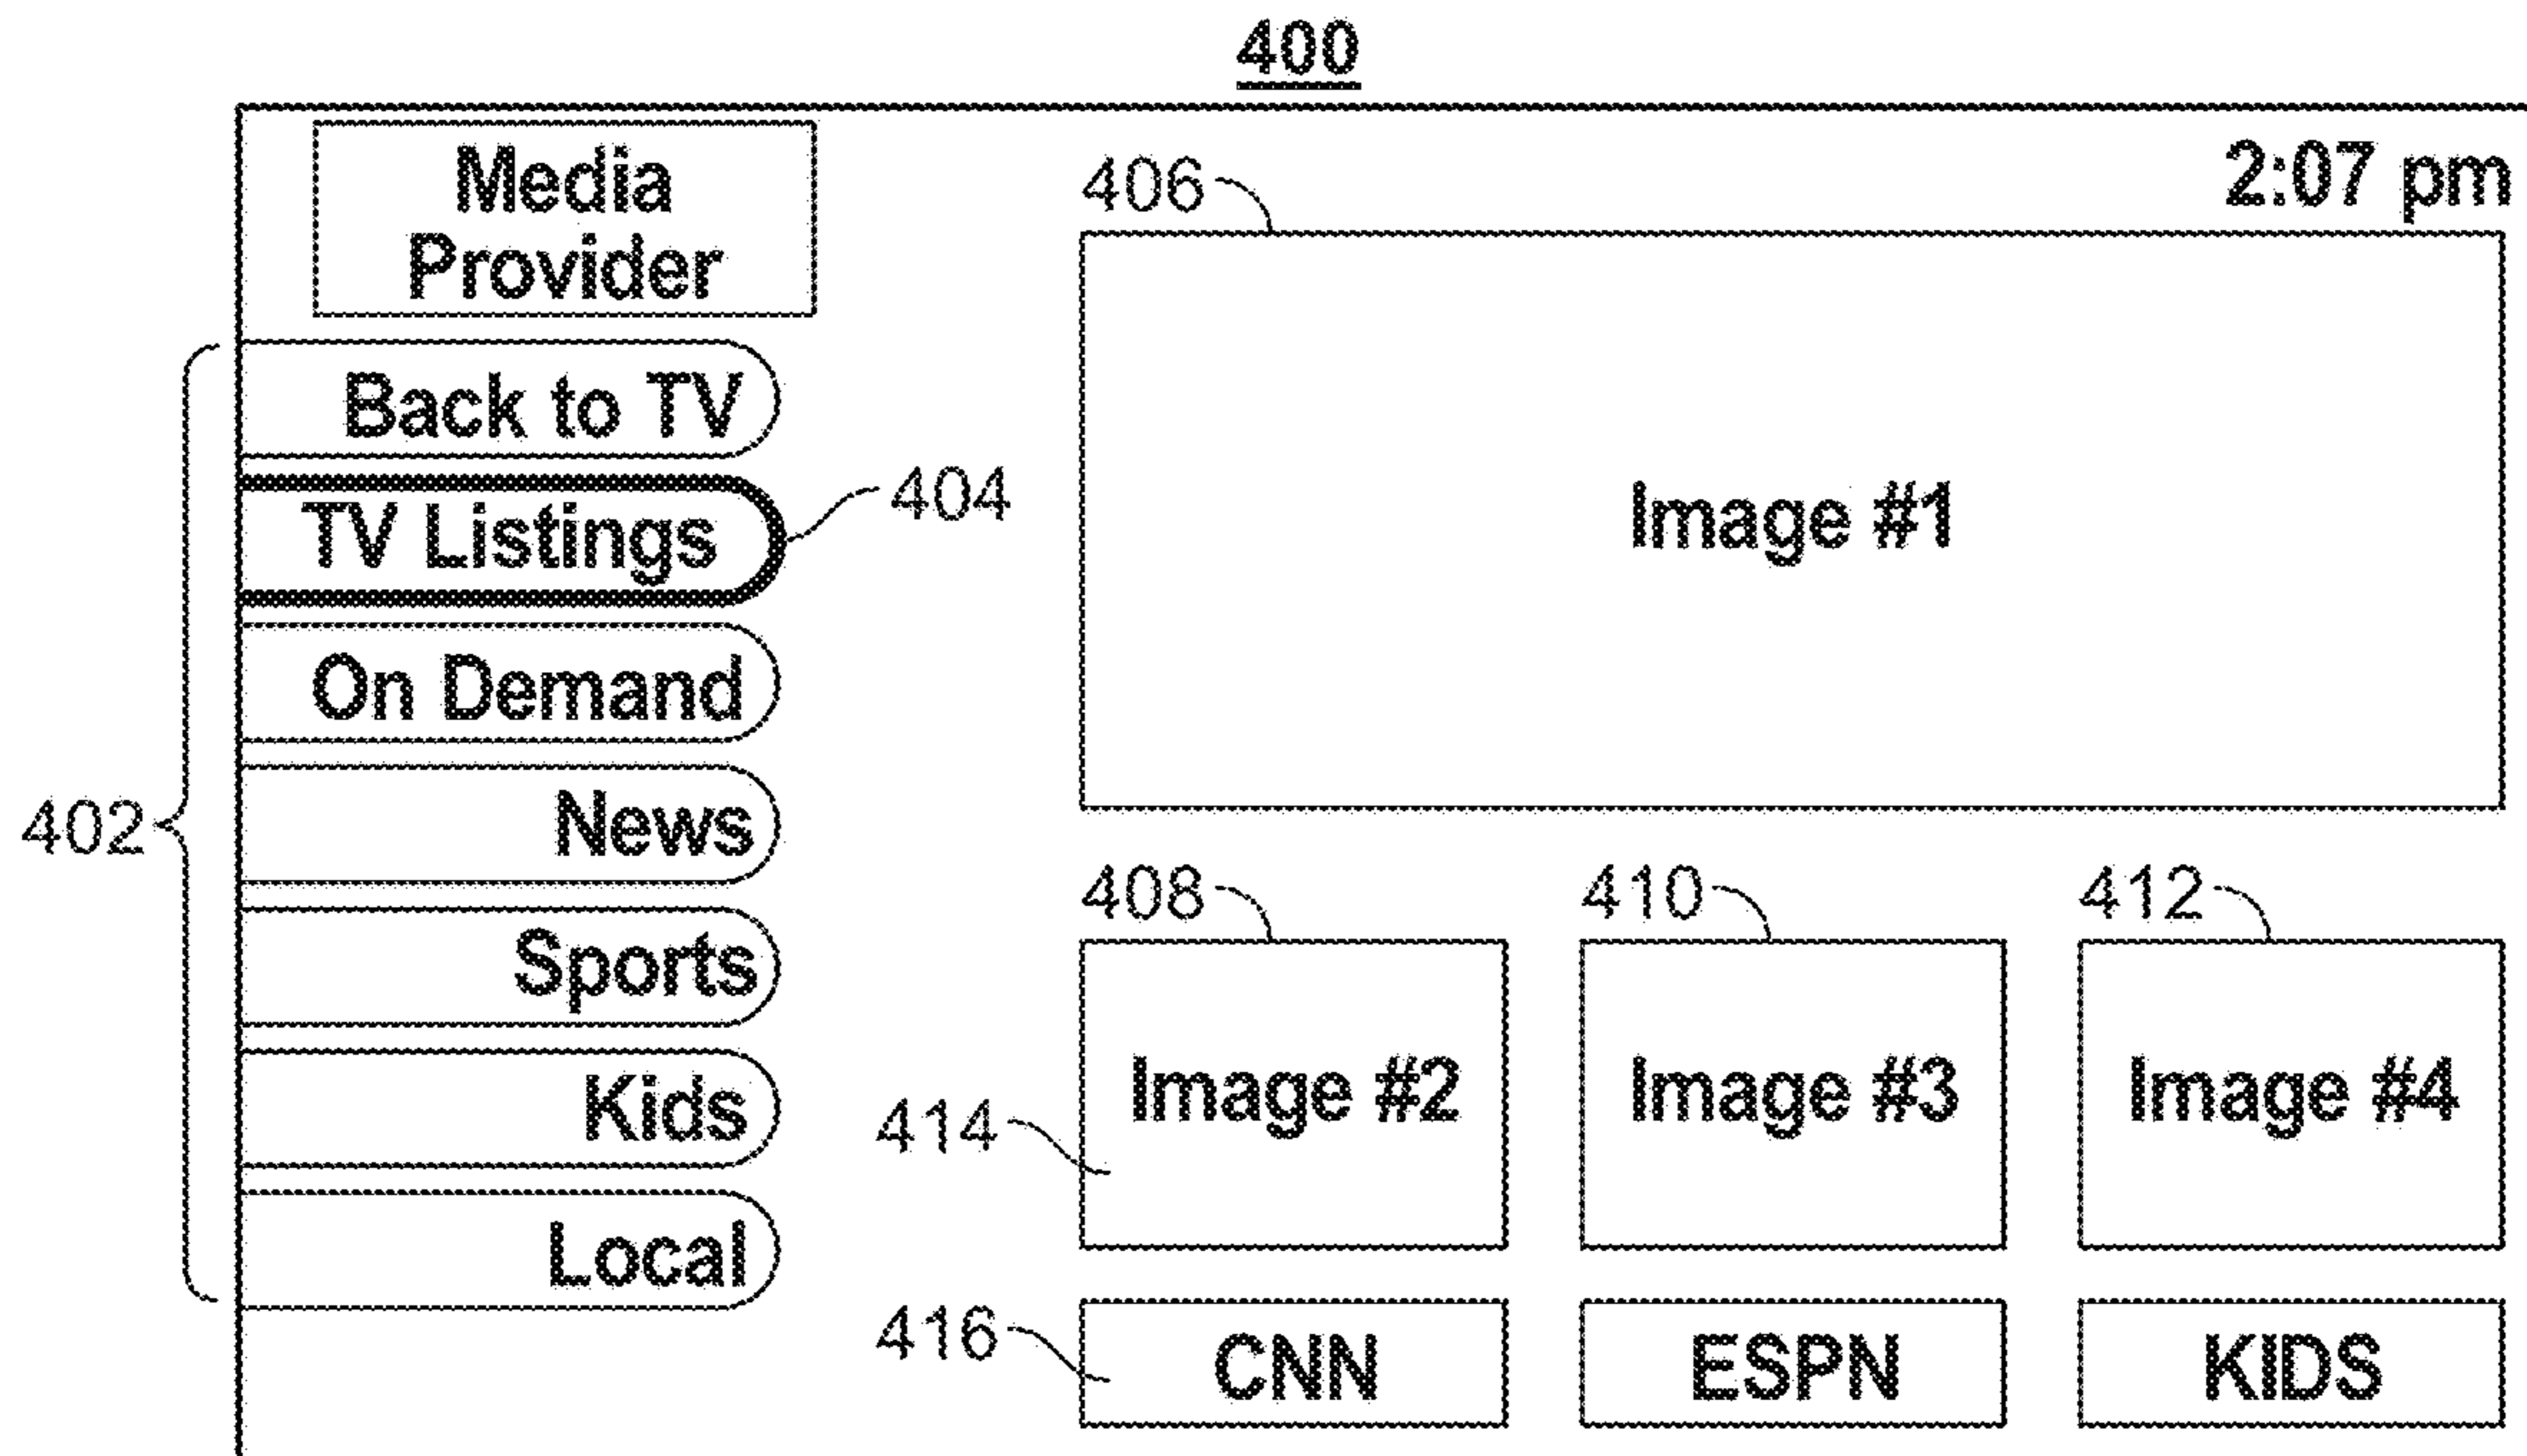 400
Media
Provider
2:07 pm
406
Back to TV
TV Listings
404
Image #1
On Demand
402
News
Sports
Kids
Local
408
410
412
414
Image #2
Image #3
Image #4
416
CNN
ESPN
KIDS